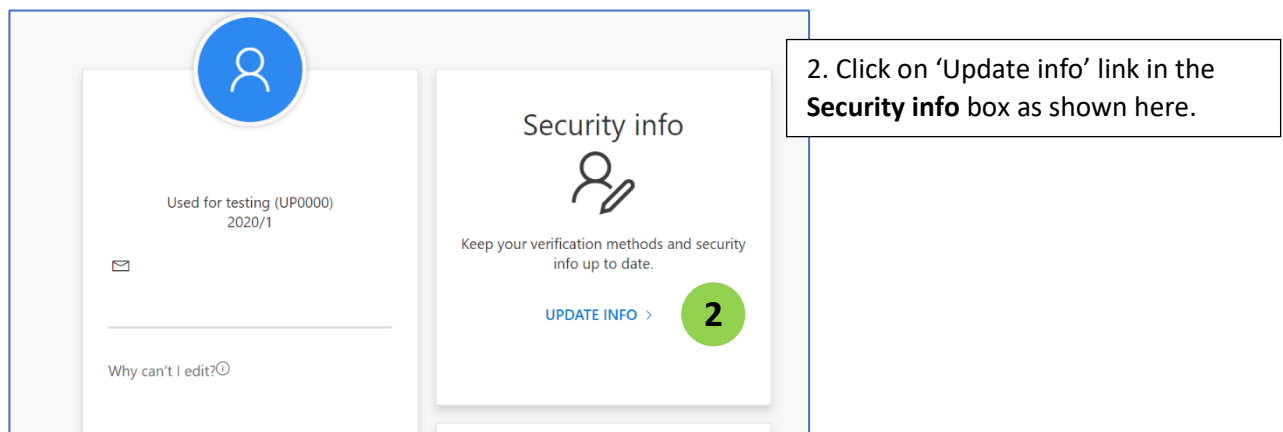 2. Click on ‘Update info’ link in the
Security info box as shown here.
Used for testing (UP0000)
2020/1
Why can't I edit?
Security info
Keep your verification methods and security
info up to date.
UPDATE INFO >
2